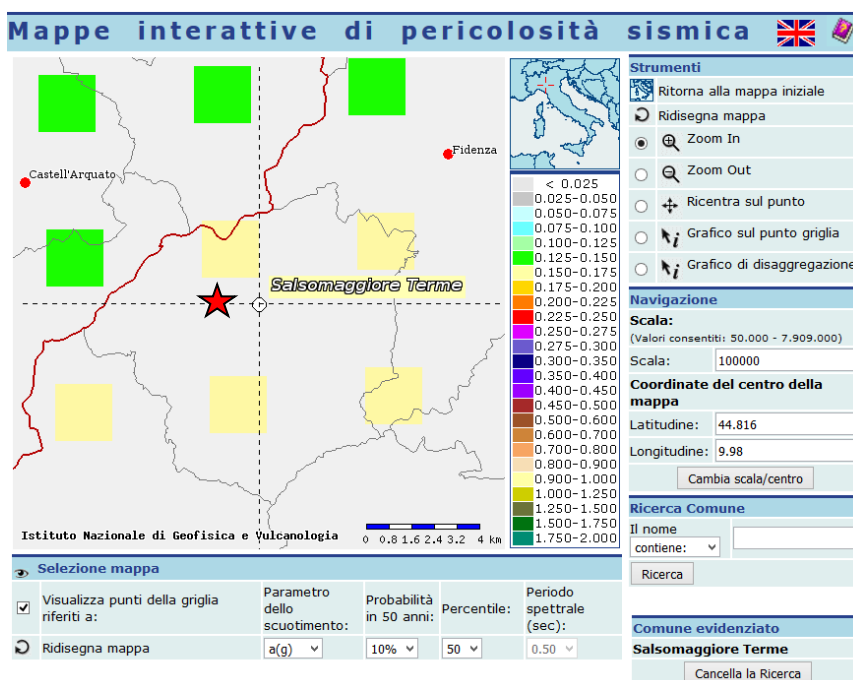 Mappe interattive di pericolosità sismica
Fidenza
Castell'Arquato
Salsomaggiore Terme
Istituto Nazionale di Geofisica e Vulcanologia
0 0.8 1.6 2.4 3.2 4 km
< 0.025
0.025-0.050
0.050-0.075
0.075-0.100
0.100-0.125
0.125-0.150
0.150-0.175
0.175-0.200
0.200-0.225
0.225-0.250
0.250-0.275
0.275-0.300
0.300-0.350
0.350-0.400
0.400-0.450
0.450-0.500
0.500-0.600
0.600-0.700
0.700-0.800
0.800-0.900
0.900-1.000
1.000-1.250
1.250-1.500
1.500-1.750
1.750-2.000
Strumenti
Ritorna alla mappa iniziale
Ridisegna mappa
Zoom In
Zoom Out
Ricentra sul punto
Grafico sul punto griglia
Grafico di disaggregazione
Navigazione
Scala:
(Valori consentiti: 50.000 - 7.909.000)
Scala: 100000
Coordinate del centro della
mappa
Latitudine: 44.816
Longitudine: 9.98
Cambia scala/centro
Ricerca Comune
Il nome
contiene:
Ricerca
Comune evidenziato
Salsomaggiore Terme
Cancella la Ricerca
Selezione mappa
Visualizza punti della griglia
riferiti a:
Parametro
dello
scuotimento:
Probabilità
in 50 anni:
Percentile:
Periodo
spettrale
(sec):
Ridisegna mappa
a(g) 10% 50 0.50